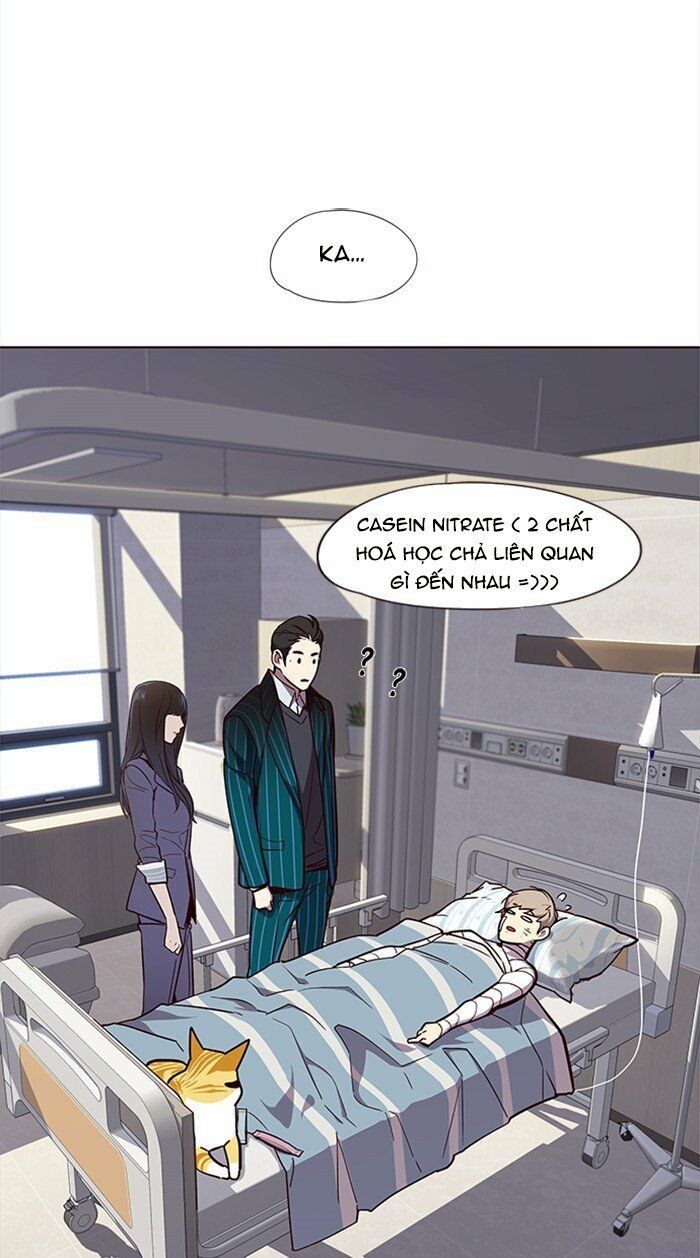 KA...
CASEIN NITRATE ( 2 CHẤT
HOÁ HỌC CHẢ LIÊN QUAN
GÌ ĐẾN NHAU =)))
? ?